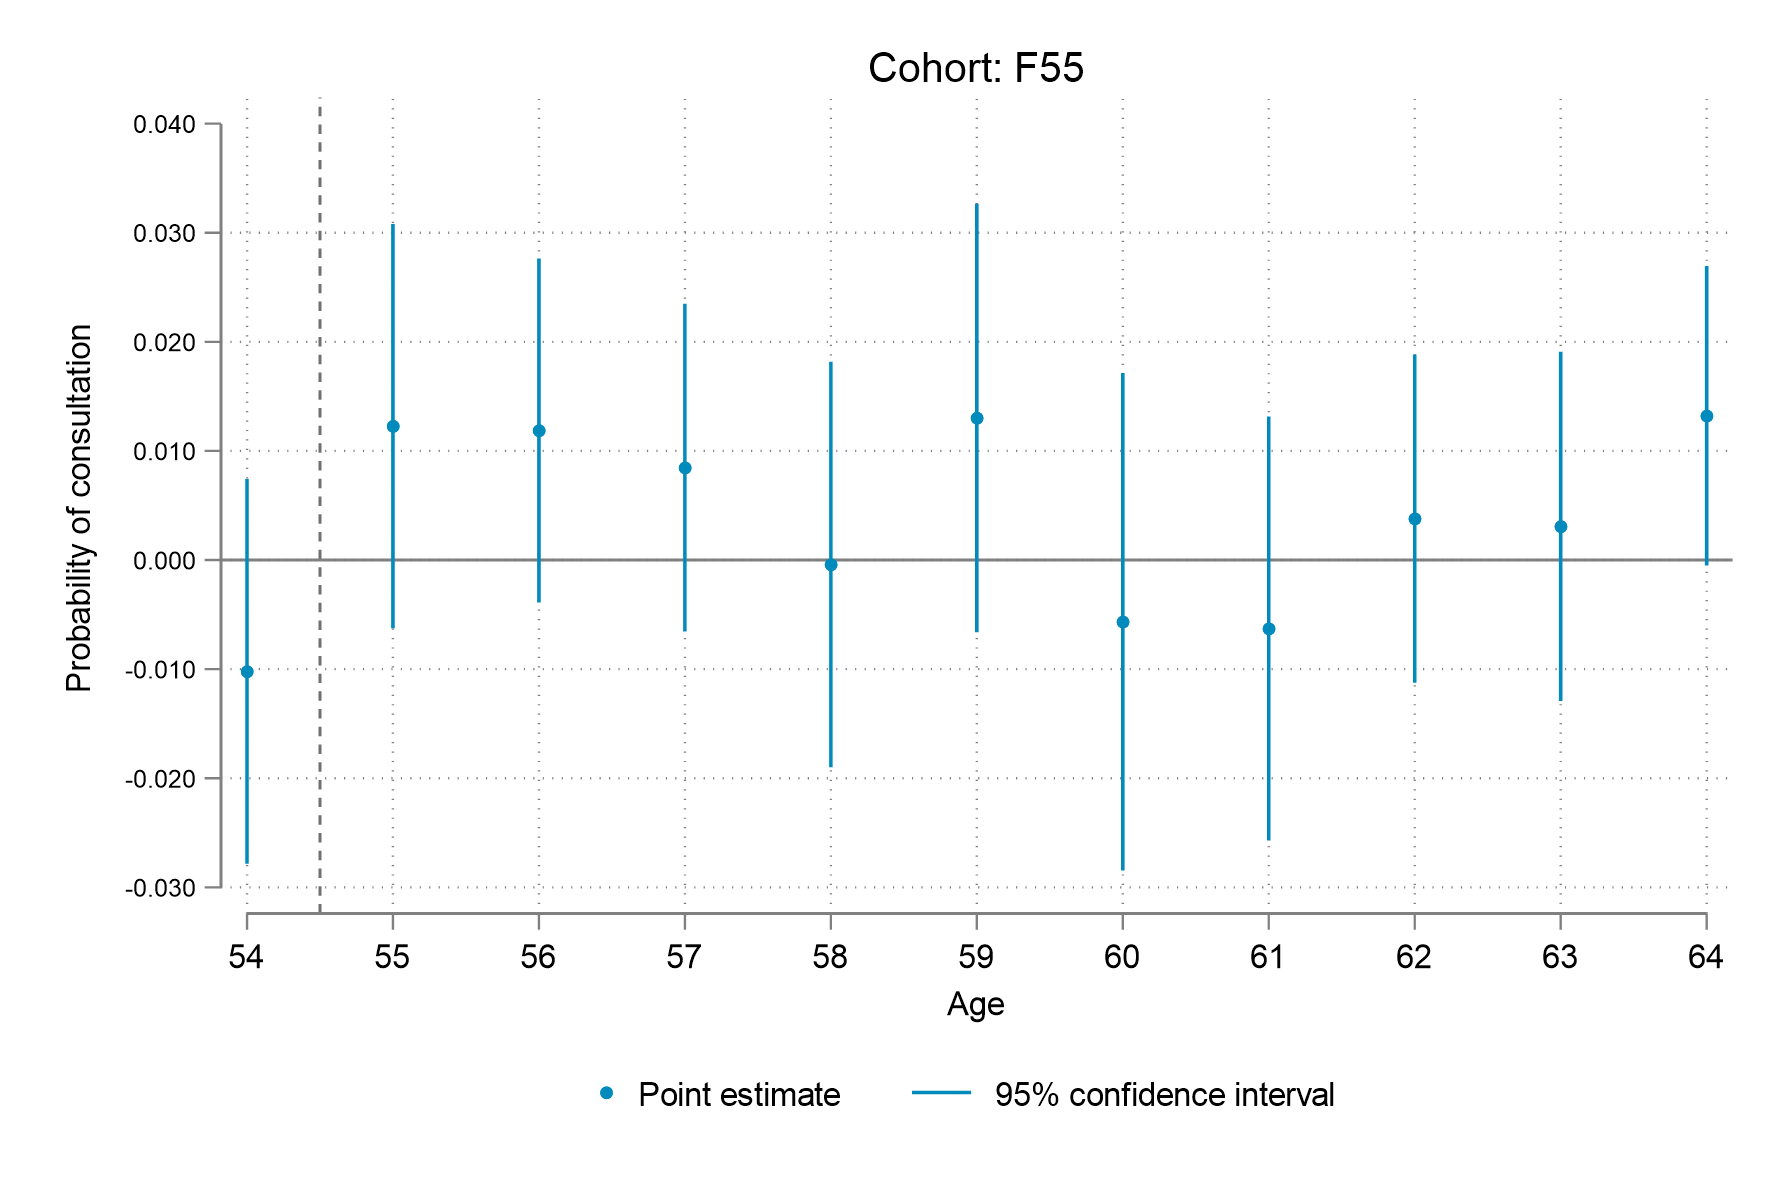 Cohort: F55
0.040
0.030
0.020
0.010
0.000
-0.010
-0.020
-0.030
Probability of consultation
54 55 56 57 58 59 60 61 62 63 64
Age
Point estimate 95% confidence interval